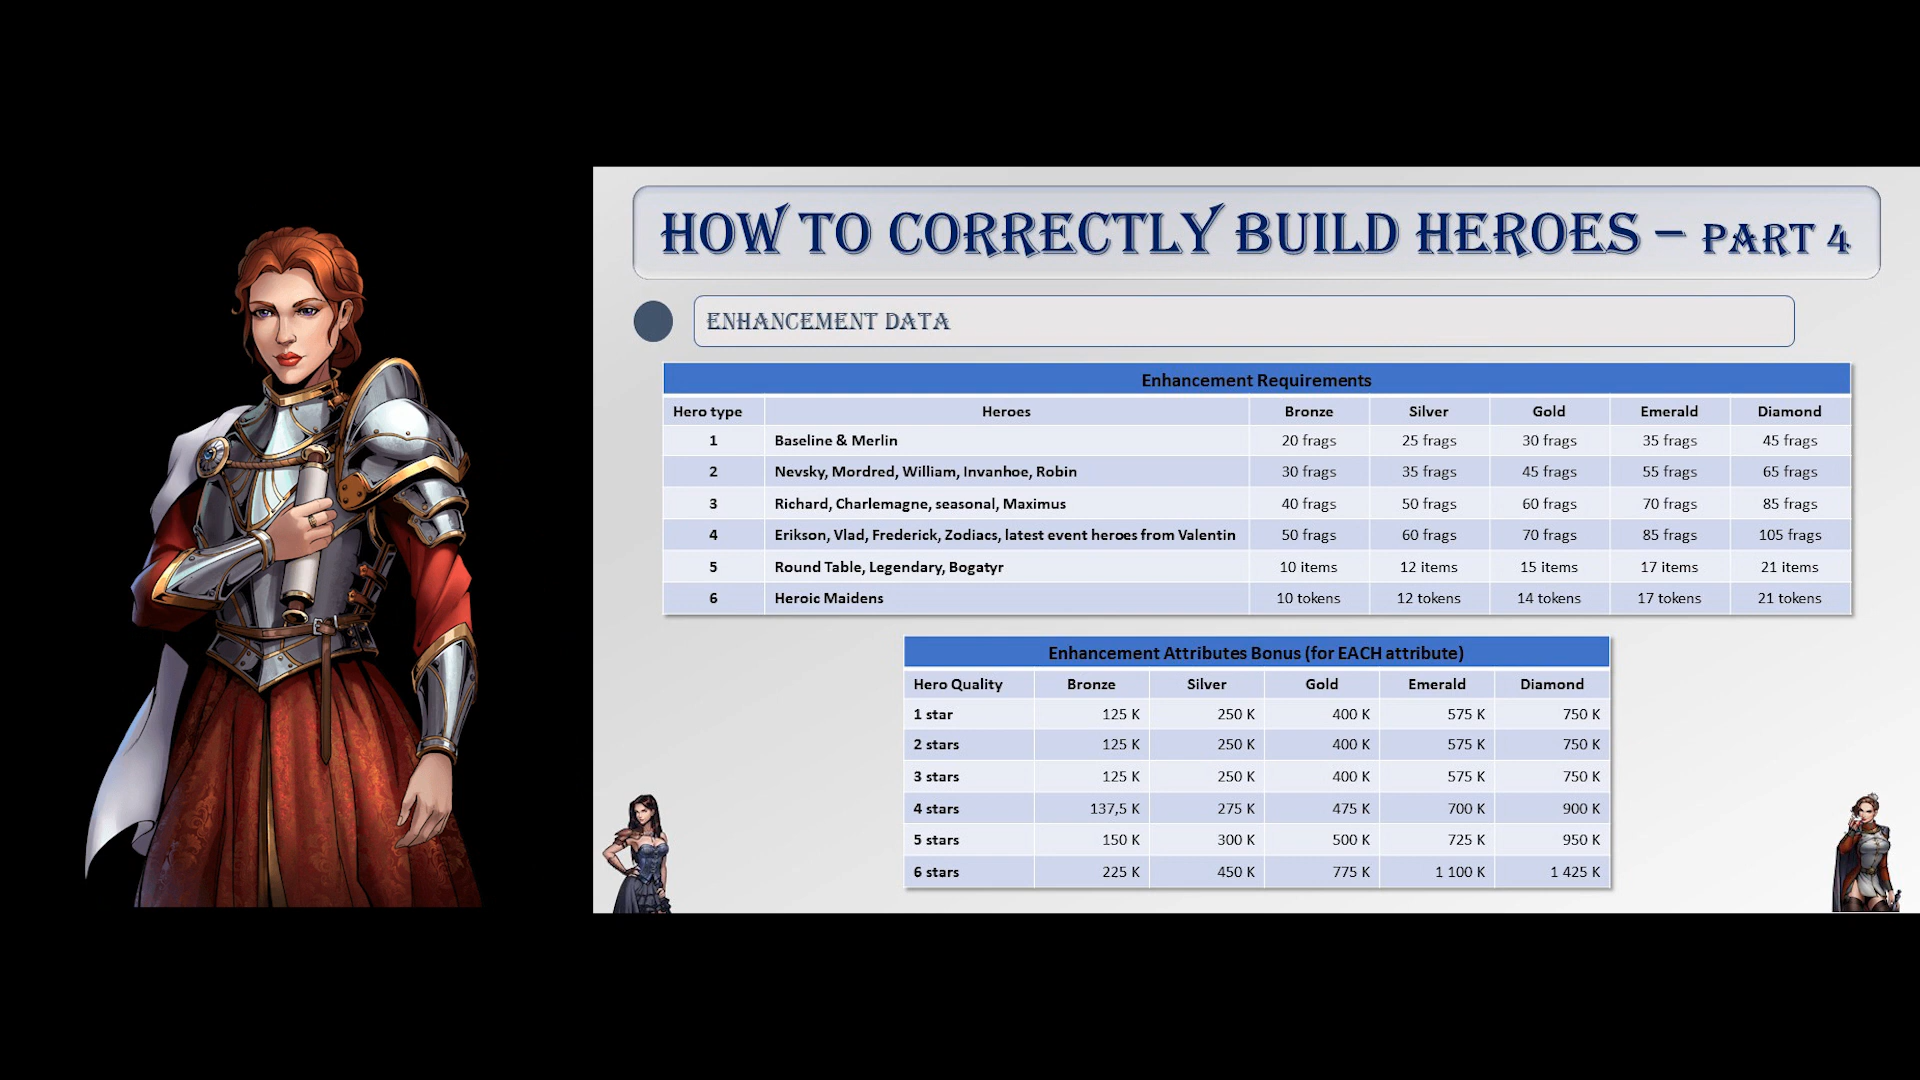 HOW TO CORRECTLY BUILD HEROES – PART 4
ENHANCEMENT DATA
Enhancement Requirements
Hero type Heroes Bronze Silver Gold Emerald Diamond
1 Baseline & Merlin 20 frags 25 frags 30 frags 35 frags 45 frags
2 Nevsky, Mordred, William, Invanhoe, Robin 30 frags 35 frags 45 frags 55 frags 65 frags
3 Richard, Charlemagne, seasonal, Maximus 40 frags 50 frags 60 frags 70 frags 85 frags
4 Erikson, Vlad, Frederick, Zodiacs, latest event heroes from Valentin 50 frags 60 frags 70 frags 85 frags 105 frags
5 Round Table, Legendary, Bogatyr 10 items 12 items 15 items 17 items 21 items
6 Heroic Maidens 10 tokens 12 tokens 14 tokens 17 tokens 21 tokens
Enhancement Attributes Bonus (for EACH attribute)
Hero Quality Bronze Silver Gold Emerald Diamond
1 star 125 K 250 K 400 K 575 K 750 K
2 stars 125 K 250 K 400 K 575 K 750 K
3 stars 125 K 250 K 400 K 575 K 750 K
4 stars 137,5 K 275 K 475 K 700 K 900 K
5 stars 150 K 300 K 500 K 725 K 950 K
6 stars 225 K 450 K 775 K 1 100 K 1 425 K